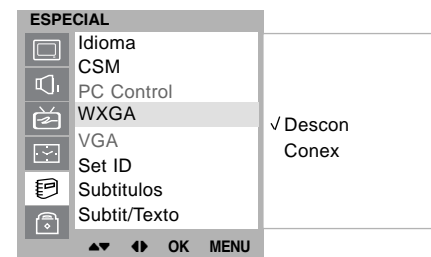 ESPECIAL
Idioma
CSM
PC Control
WXGA
VGA
Set ID
Subtitulos
Subtit/Texto
√ Descon
Conex
▲▼ ◀▶ OK MENU